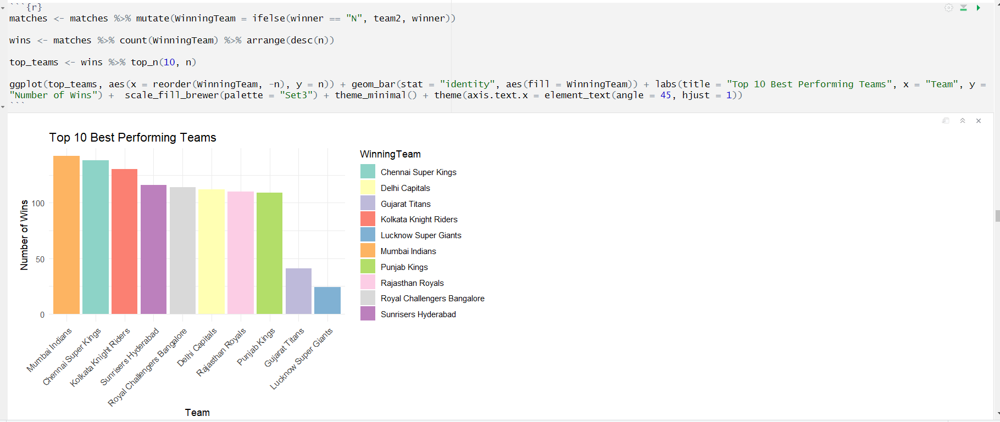 ```{r}
matches <- matches %>% mutate(WinningTeam = ifelse(winner == "N", team2, winner))
wins <- matches %>% count(WinningTeam) %>% arrange(desc(n))
top_teams <- wins %>% top_n(10, n)
ggplot(top_teams, aes(x = reorder(WinningTeam, -n), y = n)) + geom_bar(stat = "identity", aes(fill = WinningTeam)) + labs(title = "Top 10 Best Performing Teams", x = "Team", y =
"Number of Wins") +  scale_fill_brewer(palette = "Set3") + theme_minimal() + theme(axis.text.x = element_text(angle = 45, hjust = 1))
```
Top 10 Best Performing Teams
Number of Wins
100
50
0
Mumbai Indians
Chennai Super Kings
Kolkata Knight Riders
Sunrisers Hyderabad
Royal Challengers Bangalore
Delhi Capitals
Rajasthan Royals
Punjab Kings
Gujarat Titans
Lucknow Super Giants
Team
WinningTeam
Chennai Super Kings
Delhi Capitals
Gujarat Titans
Kolkata Knight Riders
Lucknow Super Giants
Mumbai Indians
Punjab Kings
Rajasthan Royals
Royal Challengers Bangalore
Sunrisers Hyderabad